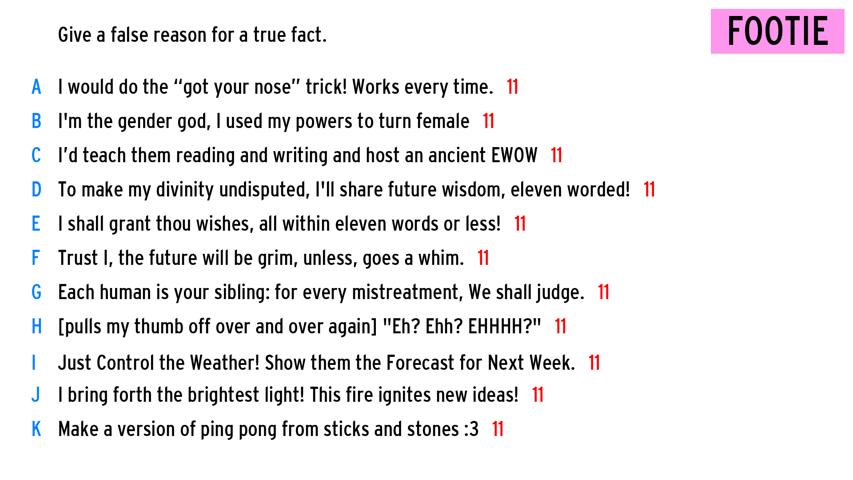 Give a false reason for a true fact.
FOOTIE
A I would do the “got your nose” trick! Works every time. 11
B I'm the gender god, I used my powers to turn female 11
C I’d teach them reading and writing and host an ancient EWOW 11
D To make my divinity undisputed, I'll share future wisdom, eleven worded! 11
E I shall grant thou wishes, all within eleven words or less! 11
F Trust I, the future will be grim, unless, goes a whim. 11
G Each human is your sibling: for every mistreatment, We shall judge. 11
H [pulls my thumb off over and over again] "Eh? Ehh? EHHHH?" 11
I Just Control the Weather! Show them the Forecast for Next Week. 11
J I bring forth the brightest light! This fire ignites new ideas! 11
K Make a version of ping pong from sticks and stones :3 11